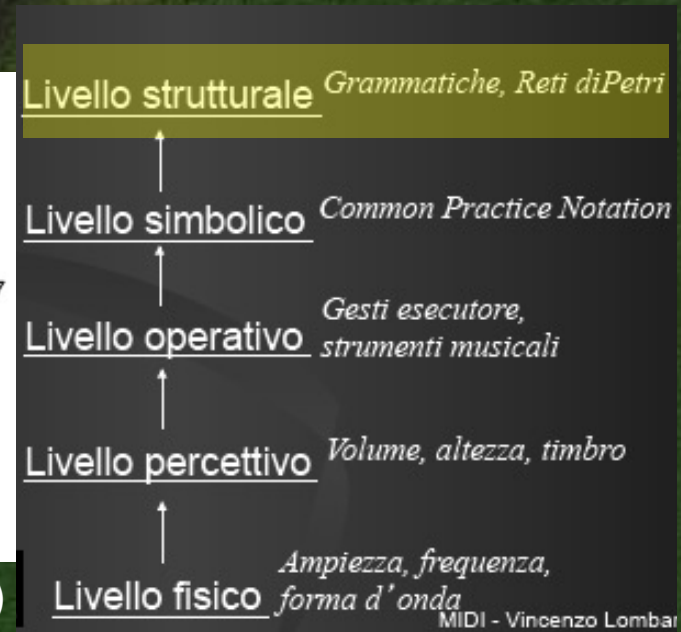 Livello strutturale Grammatiche, Reti diPetri
Livello simbolico Common Practice Notation
Gesti esecutore,
Livello operativo strumenti musicali
Livello percettivo Volume, altezza, timbro
Ampiezza, frequenza,
Livello fisico forma d'onda
MIDI - Vincenzo Lombar